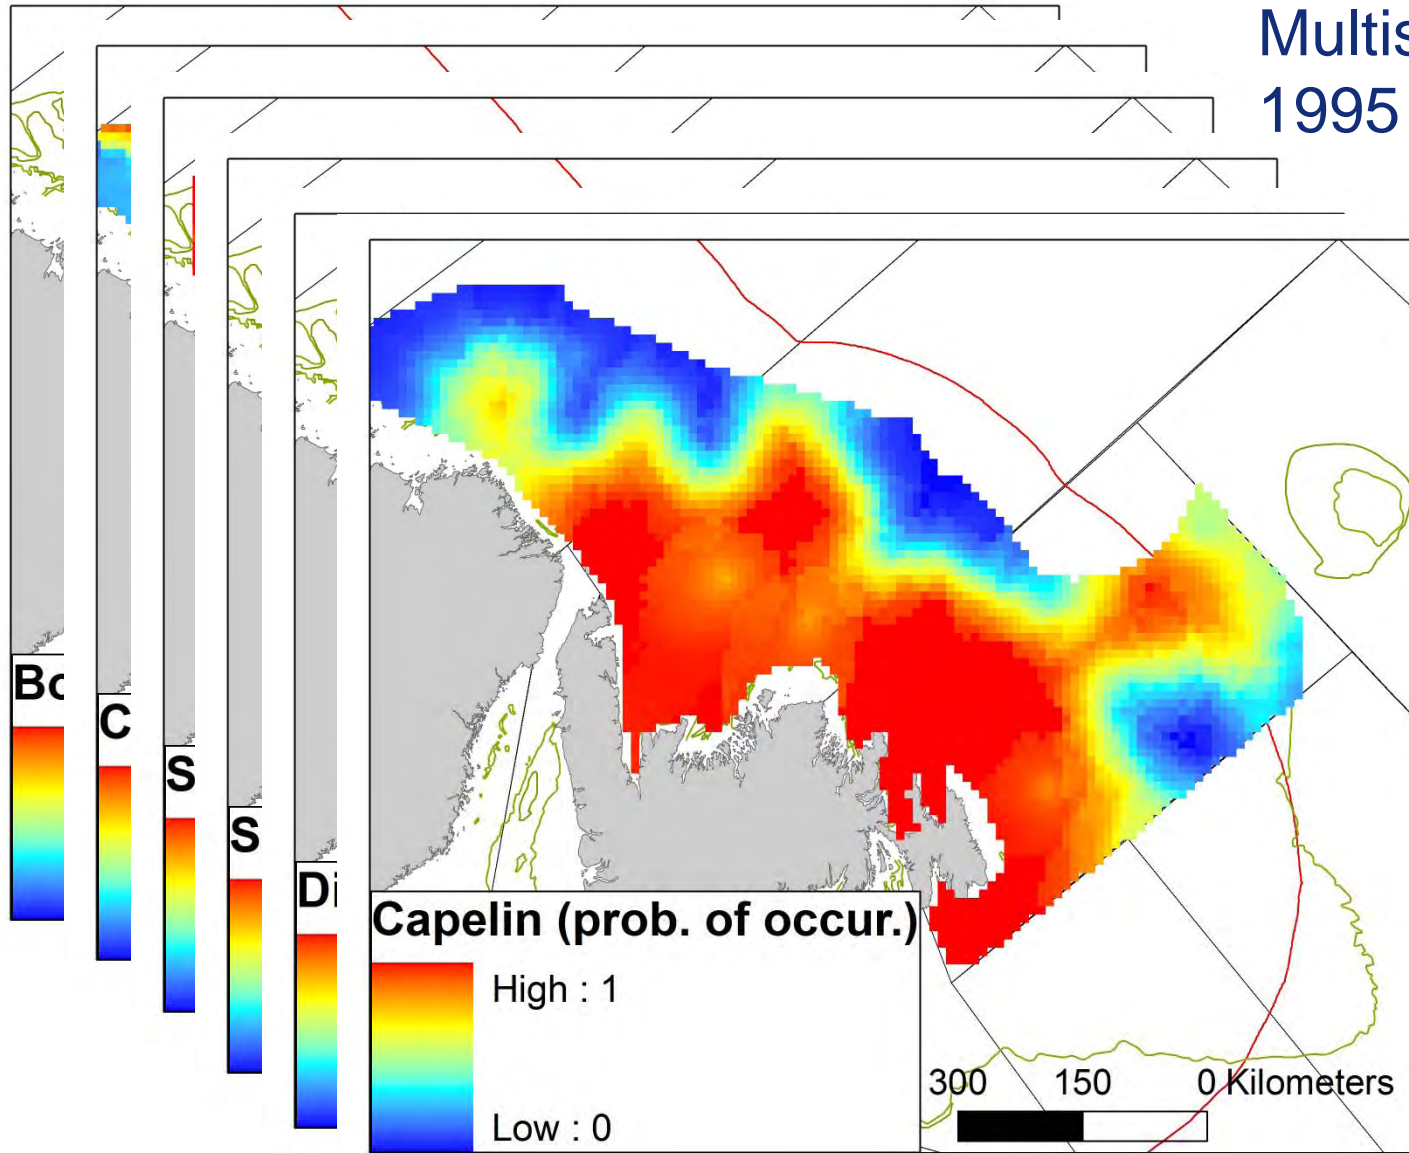 Multis
1995
Bo
C
S
S
Di
Capelin (prob. of occur.)
High : 1
Low : 0
300 150 0 Kilometers